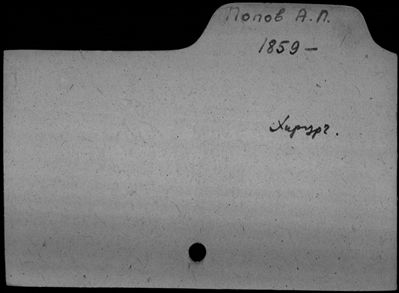 Попов А.П.
1859 –
Хирург.